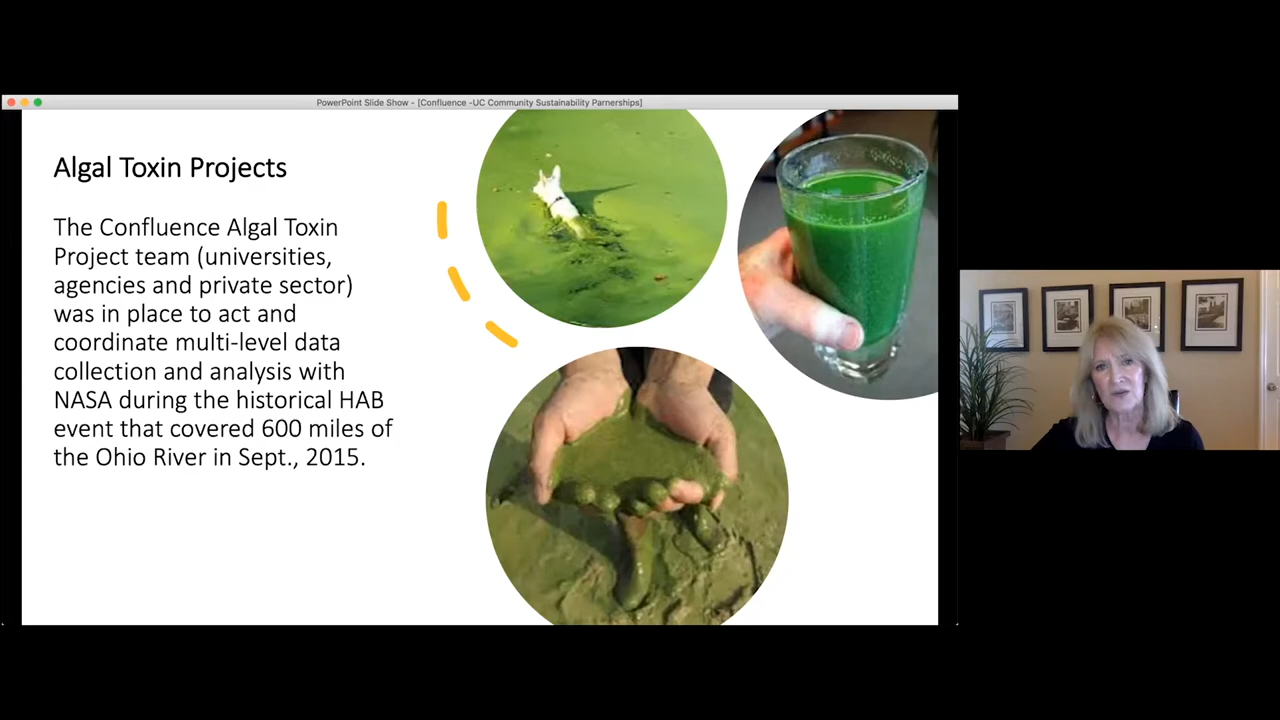 PowerPoint Slide Show - [Confluence -UC Community Sustainability Parnerships]
Algal Toxin Projects
The Confluence Algal Toxin
Project team (universities,
agencies and private sector)
was in place to act and
coordinate multi-level data
collection and analysis with
NASA during the historical HAB
event that covered 600 miles of
the Ohio River in Sept., 2015.